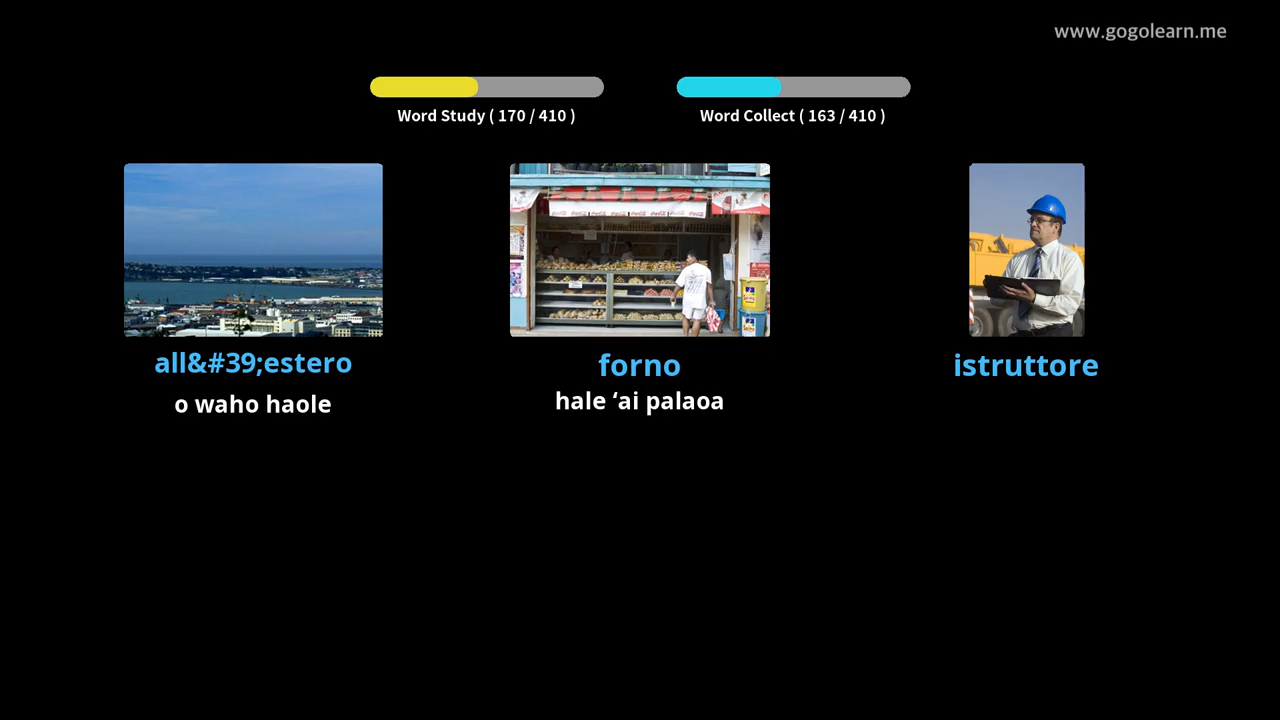 www.gogolearn.me
Word Study ( 170 / 410 )
Word Collect ( 163 / 410 )
all&#39;estero
forno
istruttore
o waho haole
hale ‘ai palaoa